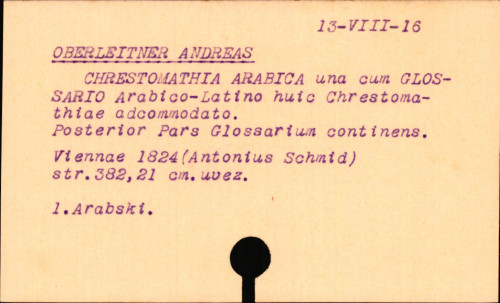 13-VIII-16
OBERLEITNER ANDREAS
CHRESTOMATHIA ARABICA una cum GLOS-
SARIO Arabico-Latino huic Chrestoma-
thiae adcommodato.
Posterior Pars Glossarium continens.
Viennae 1824(Antonius Schmid)
str.382,21 cm.uvez.
1.Arabski.